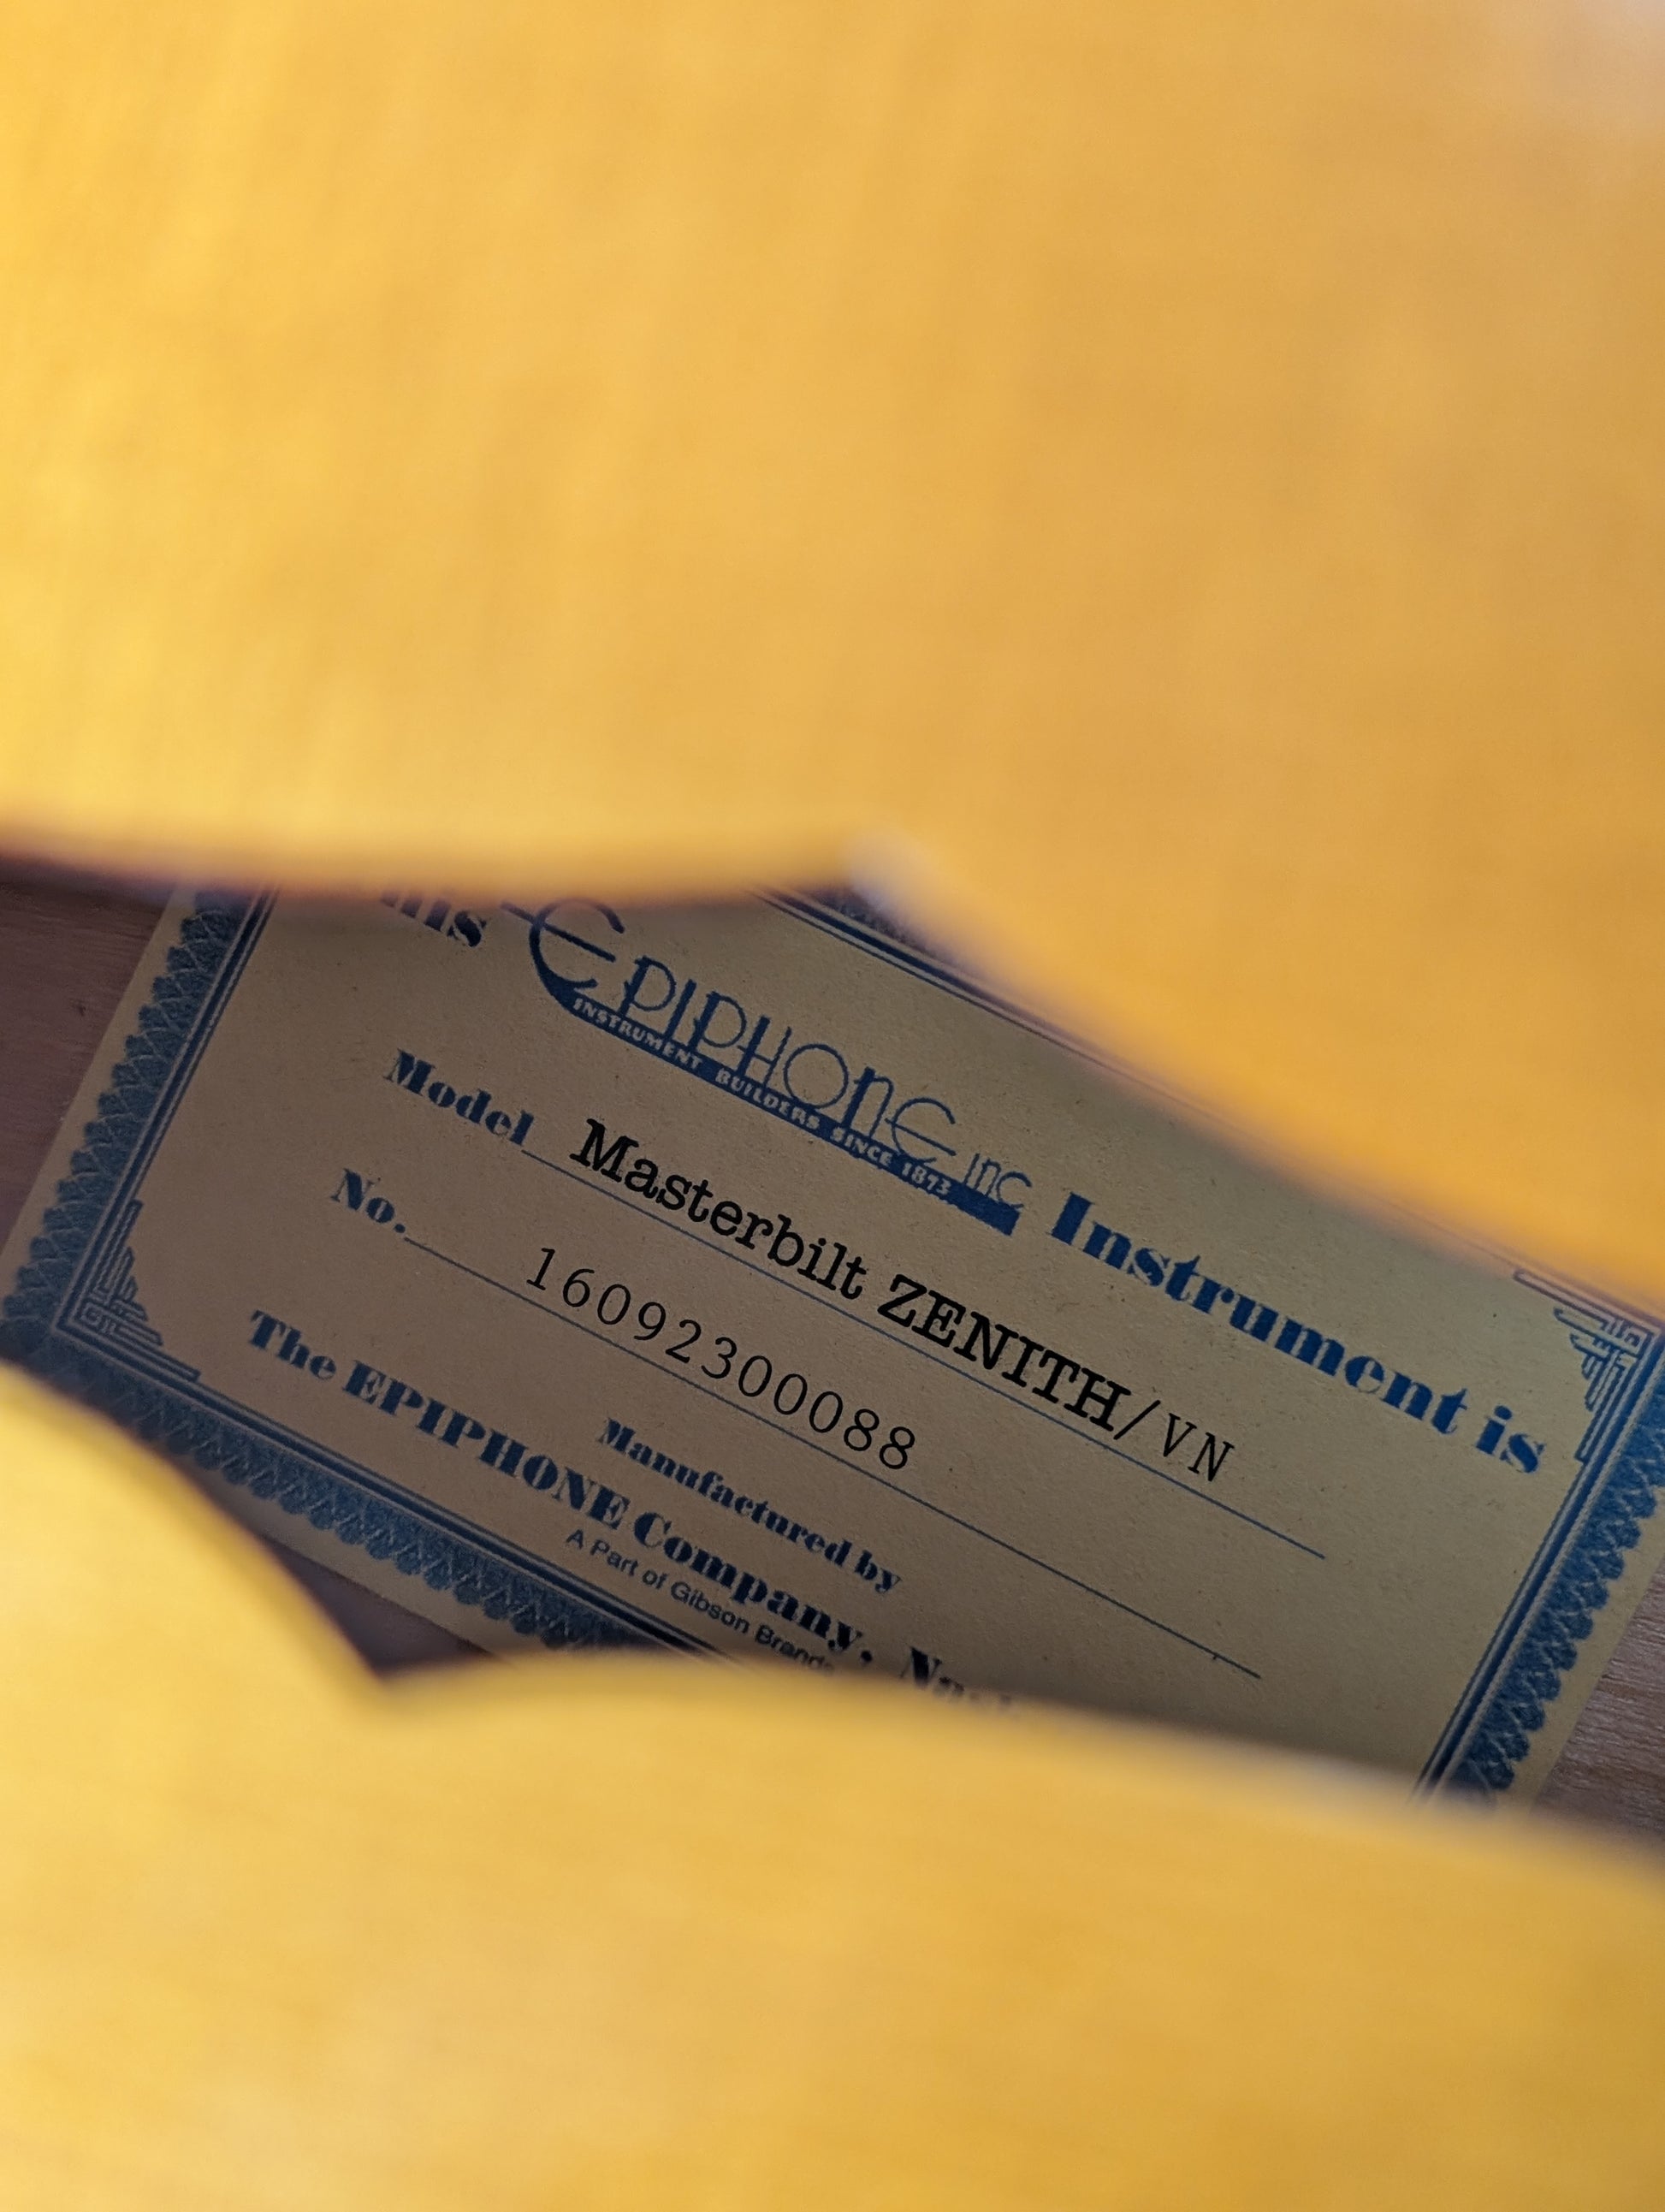 EPIPHONE INC Instrument is
INSTRUMENT BUILDERS SINCE 1873
Model Masterbilt ZENITH/VN
No. 16092300088
Manufactured by
The EPIPHONE Company,
A Part of Gibson Brands